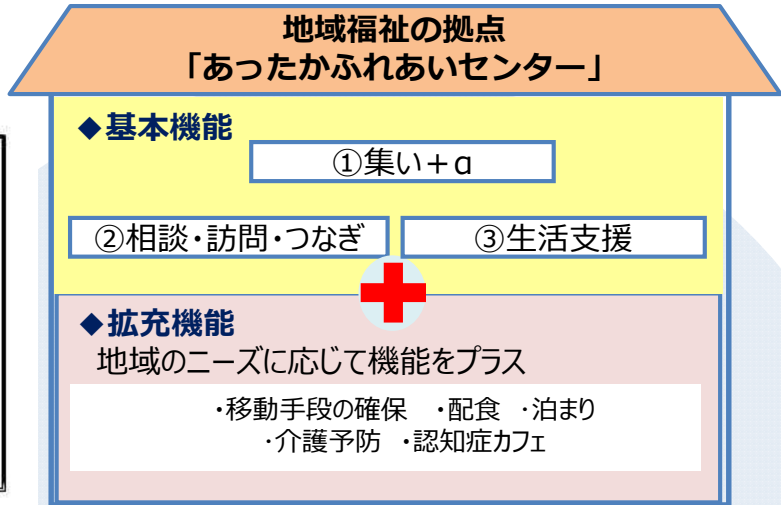 地域福祉の拠点
「あったかふれあいセンター」
◆基本機能
①集い+α
②相談・訪問・つなぎ
③生活支援
◆拡充機能
地域のニーズに応じて機能をプラス
・移動手段の確保 ・配食 ・泊まり
・介護予防 ・認知症カフェ